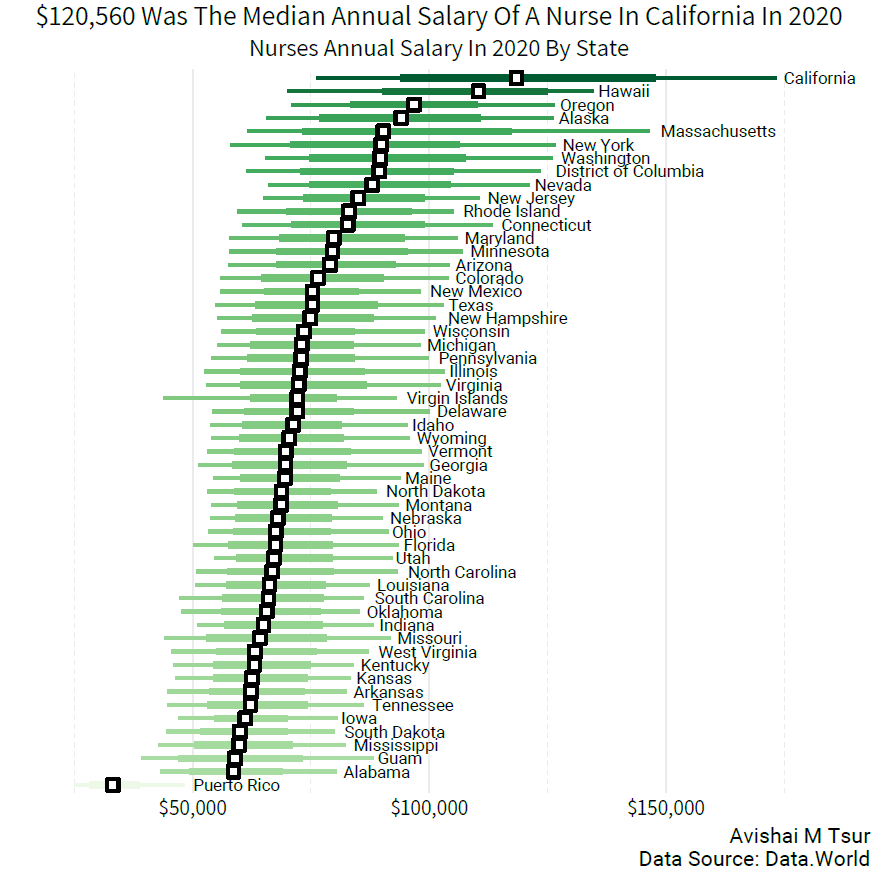 $120,560 Was The Median Annual Salary Of A Nurse In California In 2020
Nurses Annual Salary In 2020 By State
California
Hawaii
Oregon
Alaska
Massachusetts
New York
Washington
District of Columbia
Nevada
New Jersey
Rhode Island
Connecticut
Maryland
Minnesota
Arizona
Colorado
New Mexico
Texas
New Hampshire
Wisconsin
Michigan
Pennsylvania
Illinois
Virginia
Virgin Islands
Delaware
Idaho
Wyoming
Vermont
Georgia
Maine
North Dakota
Montana
Nebraska
Ohio
Florida
Utah
North Carolina
Louisiana
South Carolina
Oklahoma
Indiana
Missouri
West Virginia
Kentucky
Kansas
Arkansas
Tennessee
Iowa
South Dakota
Mississippi
Guam
Alabama
Puerto Rico
$50,000 $100,000 $150,000
Avishai M Tsur
Data Source: Data.World